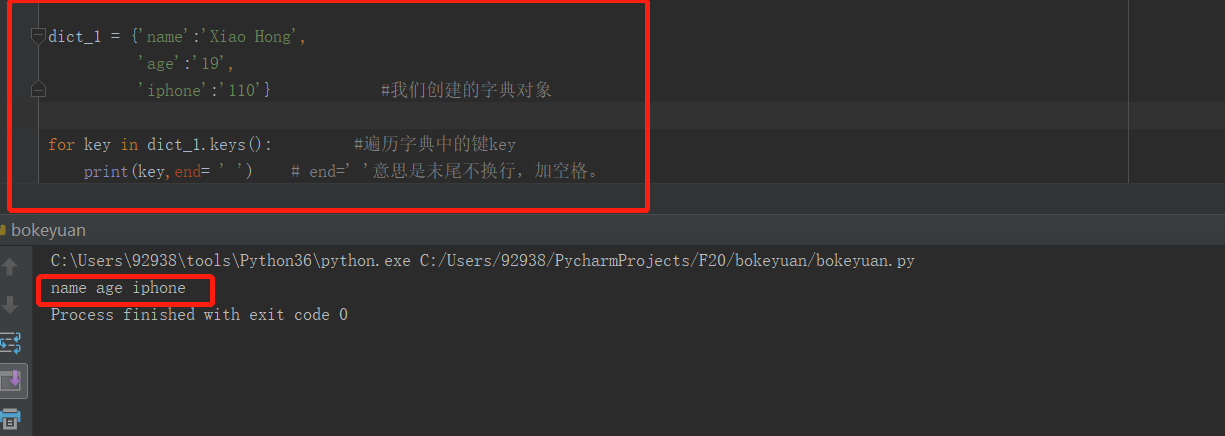 dict_1 = {'name':'Xiao Hong',
'age':'19',
'iphone':'110'} #我们创建的字典对象
for key in dict_1.keys(): #遍历字典中的键key
print(key,end= ' ') # end=' '意思是末尾不换行，加空格。
bokeyuan
C:\Users\92938\tools\Python36\python.exe C:/Users/92938/PycharmProjects/F20/bokeyuan/bokeyuan.py
name age iphone
Process finished with exit code 0